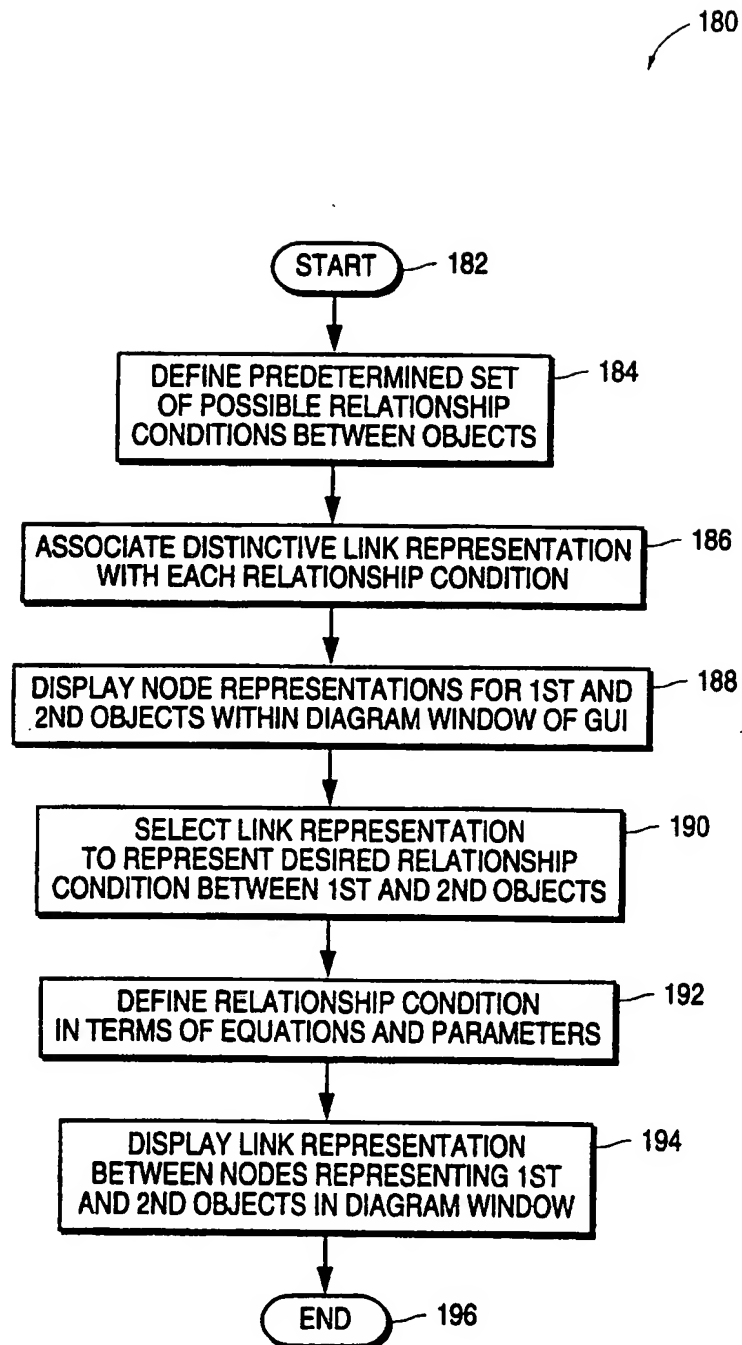 180
START
182
DEFINE PREDETERMINED SET
OF POSSIBLE RELATIONSHIP
CONDITIONS BETWEEN OBJECTS
184
ASSOCIATE DISTINCTIVE LINK REPRESENTATION
WITH EACH RELATIONSHIP CONDITION
186
DISPLAY NODE REPRESENTATIONS FOR 1ST AND
2ND OBJECTS WITHIN DIAGRAM WINDOW OF GUI
188
SELECT LINK REPRESENTATION
TO REPRESENT DESIRED RELATIONSHIP
CONDITION BETWEEN 1ST AND 2ND OBJECTS
190
DEFINE RELATIONSHIP CONDITION
IN TERMS OF EQUATIONS AND PARAMETERS
192
DISPLAY LINK REPRESENTATION
BETWEEN NODES REPRESENTING 1ST
AND 2ND OBJECTS IN DIAGRAM WINDOW
194
END
196